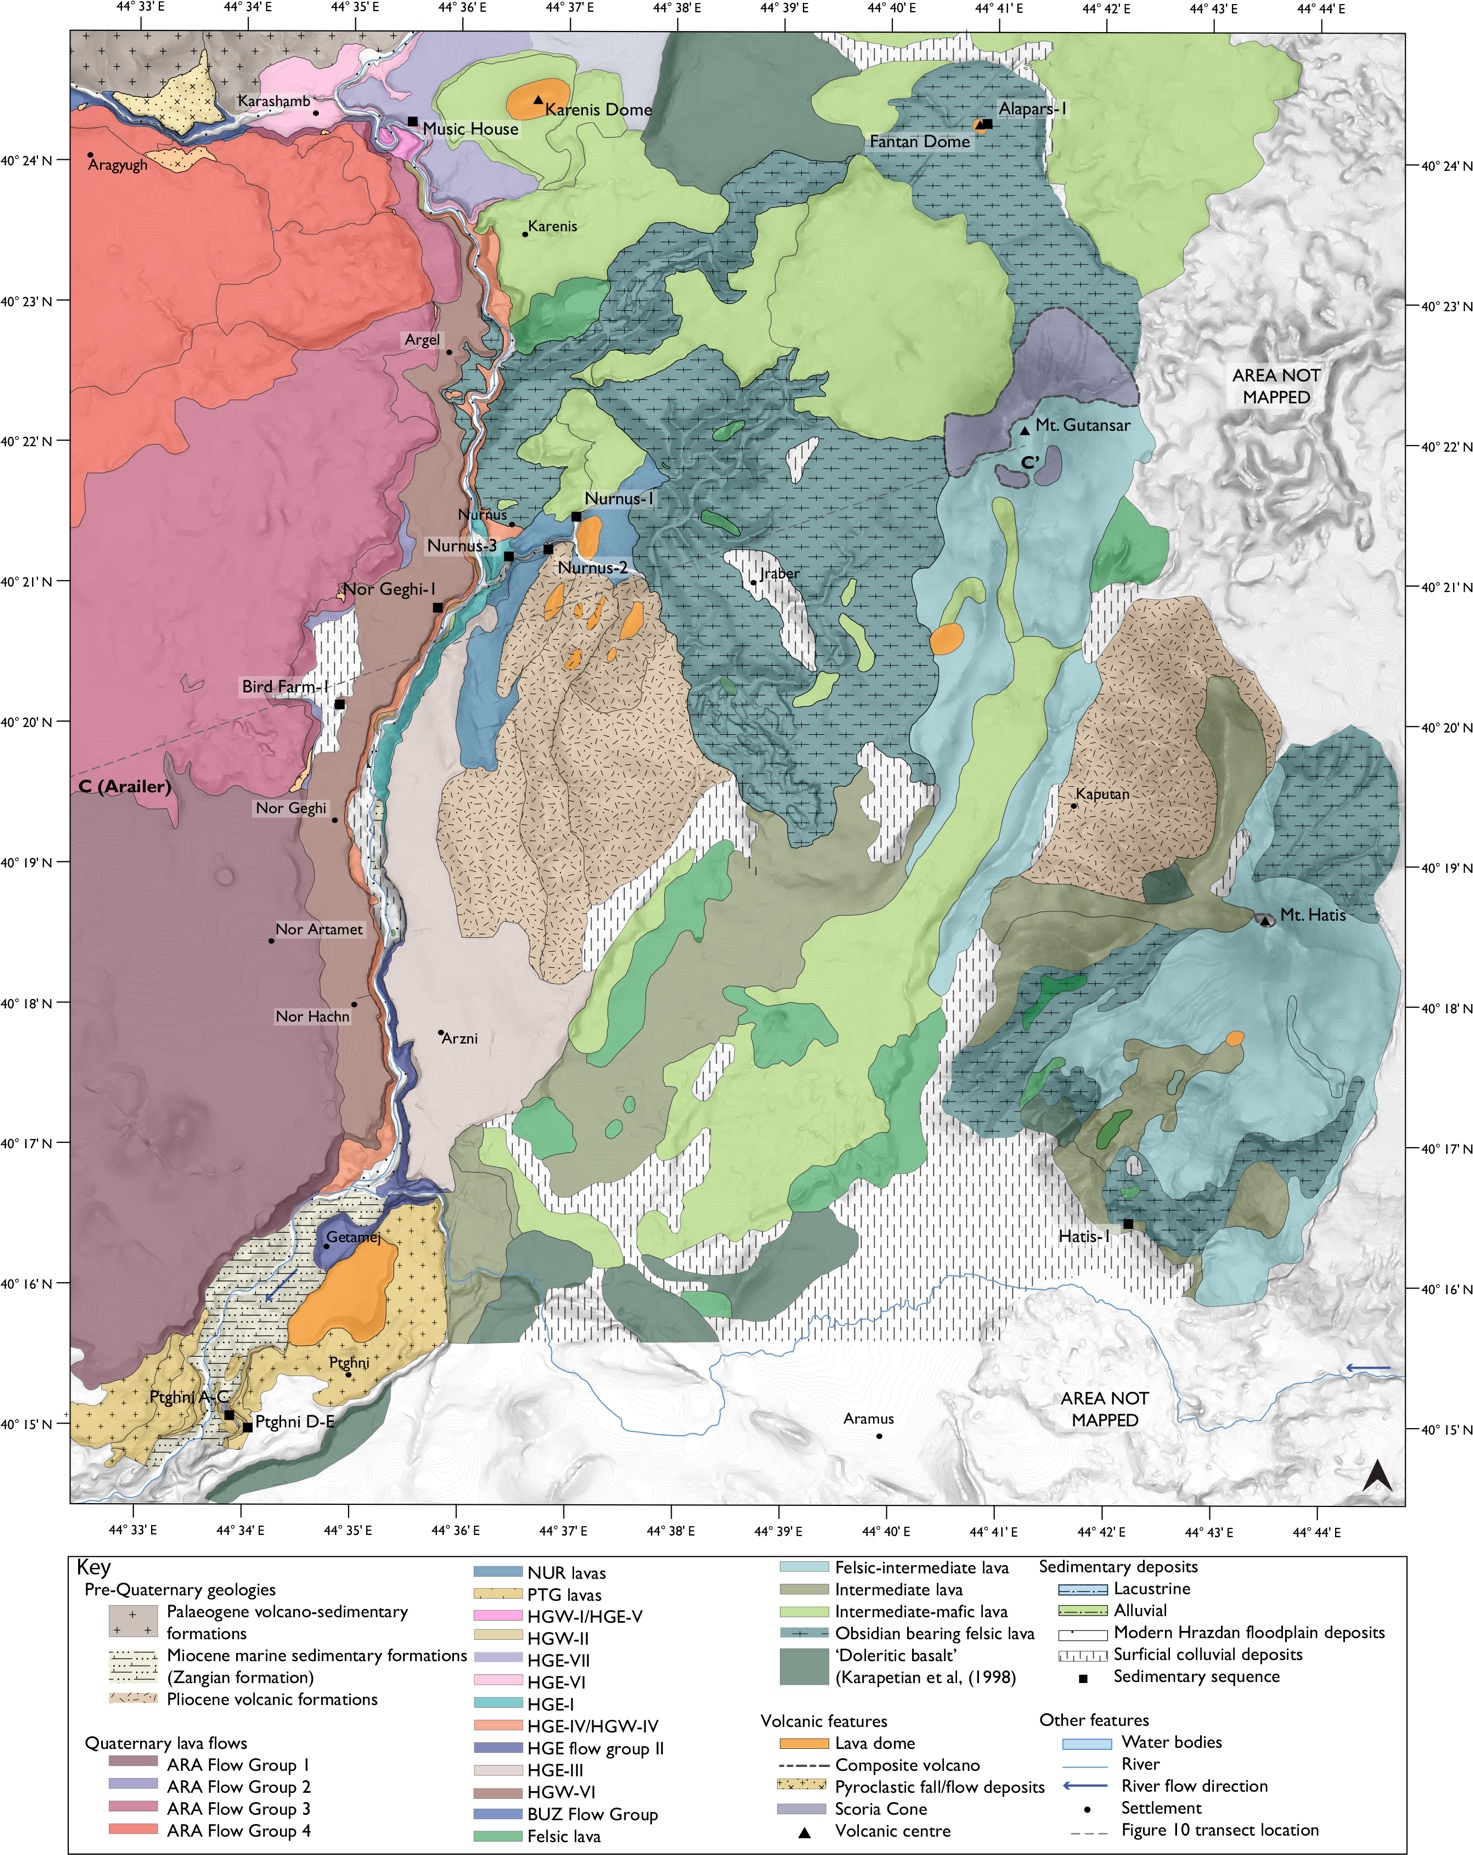 44° 33' E 44° 34' E 44° 35' E 44° 36' E 44° 37' E 44° 38' E 44° 39' E 44° 40' E 44° 41' E 44° 42' E 44° 43' E 44° 44' E
Karashamb
Music House
Karenis Dome
Alapars-1
Fantan Dome
40° 24' N
Aragyugh
40° 24' N
Karenis
40° 23' N
40° 23' N
Argel
AREA NOT
MAPPED
Mt. Gutansar
40° 22' N
40° 22' N
C'
Nurnus-1
Nurnus
Nurnus-3
Nurnus-2
Jraber
40° 21' N
40° 21' N
Nor Geghi-1
Bird Farm-1
40° 20' N
40° 20' N
C (Arailer)
Nor Geghi
Kaputan
40° 19' N
40° 19' N
Mt. Hatis
Nor Artamet
40° 18' N
40° 18' N
Nor Hachn
Arzni
40° 17' N
40° 17' N
Getamej
Hatis-1
40° 16' N
40° 16' N
Ptghni
Ptghni A-C
Ptghni D-E
AREA NOT
MAPPED
Aramus
40° 15' N
40° 15' N
44° 33' E 44° 34' E 44° 35' E 44° 36' E 44° 37' E 44° 38' E 44° 39' E 44° 40' E 44° 41' E 44° 42' E 44° 43' E 44° 44' E
Key
Pre-Quaternary geologies
Palaeogene volcano-sedimentary
formations
Miocene marine sedimentary formations
(Zangian formation)
Pliocene volcanic formations
Quaternary lava flows
ARA Flow Group 1
ARA Flow Group 2
ARA Flow Group 3
ARA Flow Group 4
NUR lavas
PTG lavas
HGW-I/HGE-V
HGW-II
HGE-VII
HGE-VI
HGE-I
HGE-IV/HGW-IV
HGE flow group II
HGE-III
HGW-VI
BUZ Flow Group
Felsic lava
Felsic-intermediate lava
Intermediate lava
Intermediate-mafic lava
Obsidian bearing felsic lava
‘Doleritic basalt’
(Karapetian et al, (1998)
Volcanic features
Lava dome
Composite volcano
Pyroclastic fall/flow deposits
Scoria Cone
Volcanic centre
Sedimentary deposits
Lacustrine
Alluvial
Modern Hrazdan floodplain deposits
Surficial colluvial deposits
Sedimentary sequence
Other features
Water bodies
River
River flow direction
Settlement
Figure 10 transect location